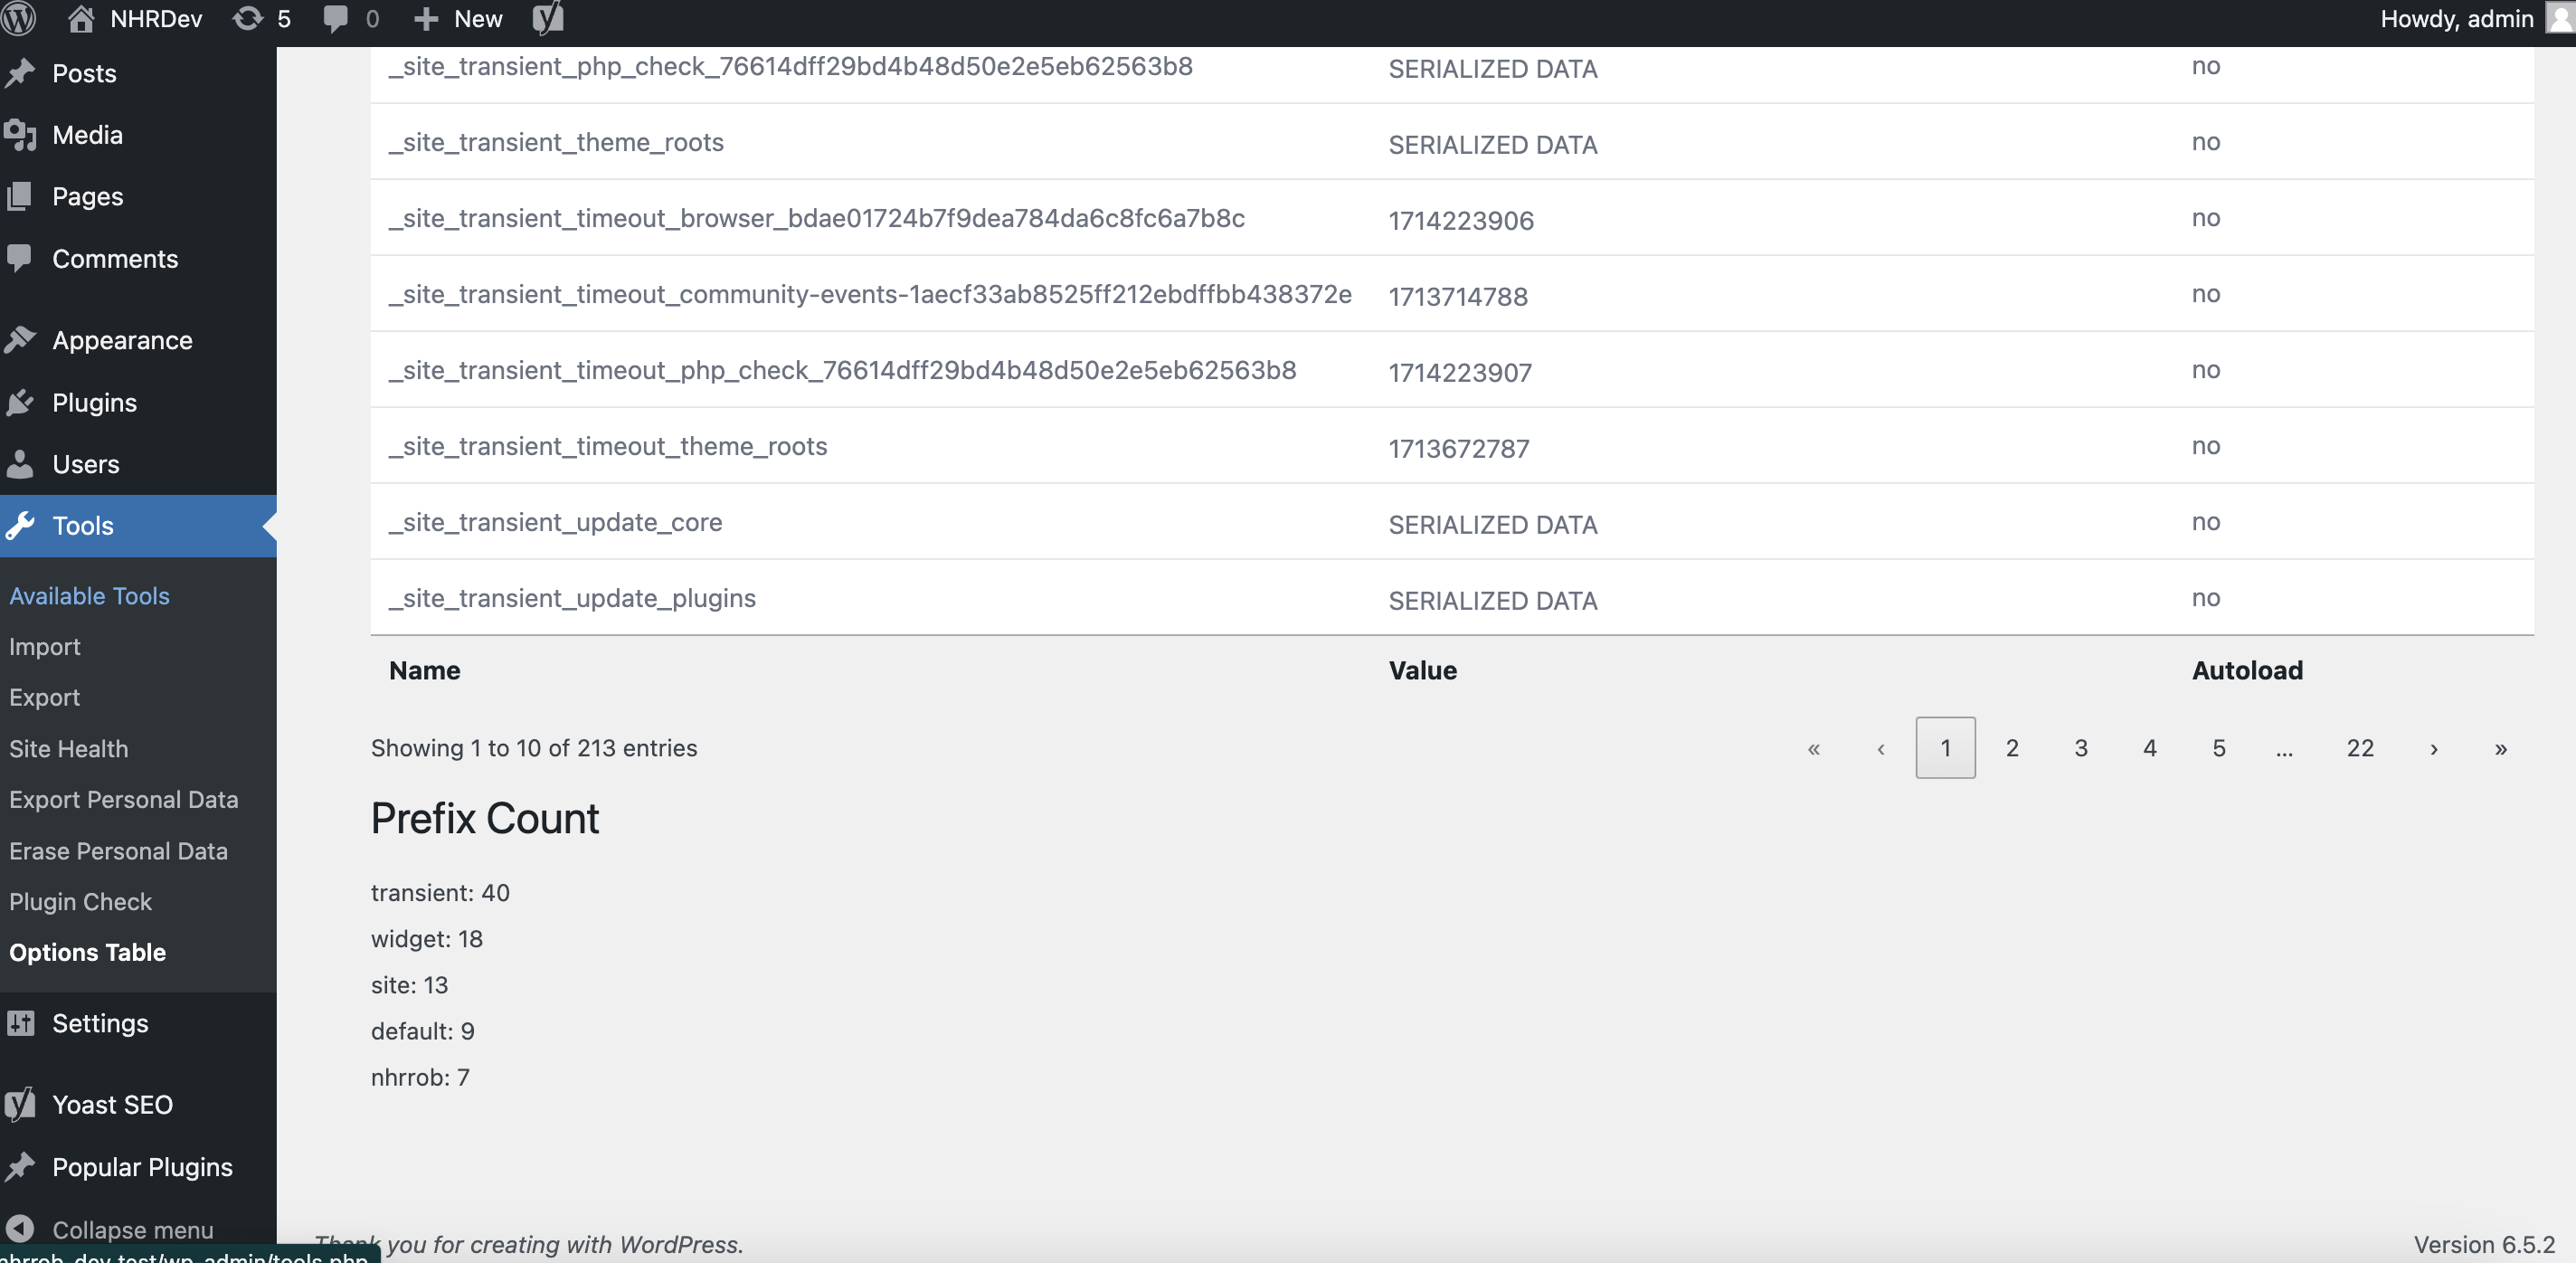 NHRDev 5 0 New Howdy, admin
Posts
Media
Pages
Comments
Appearance
Plugins
Users
Tools
Available Tools
Import
Export
Site Health
Export Personal Data
Erase Personal Data
Plugin Check
Options Table
Settings
Yoast SEO
Popular Plugins
Collapse menu
_site_transient_php_check_76614dff29bd4b48d50e2e5eb62563b8 SERIALIZED DATA no
_site_transient_theme_roots SERIALIZED DATA no
_site_transient_timeout_browser_bdae01724b7f9dea784da6c8fc6a7b8c 1714223906 no
_site_transient_timeout_community-events-1aecf33ab8525ff212ebdffbb438372e 1713714788 no
_site_transient_timeout_php_check_76614dff29bd4b48d50e2e5eb62563b8 1714223907 no
_site_transient_timeout_theme_roots 1713672787 no
_site_transient_update_core SERIALIZED DATA no
_site_transient_update_plugins SERIALIZED DATA no
Name Value Autoload
Showing 1 to 10 of 213 entries « ‹ 1 2 3 4 5 … 22 › »
Prefix Count
transient: 40
widget: 18
site: 13
default: 9
nhrrob: 7
Thank you for creating with WordPress. Version 6.5.2
nhrrob-dev.test/wp-admin/tools.php